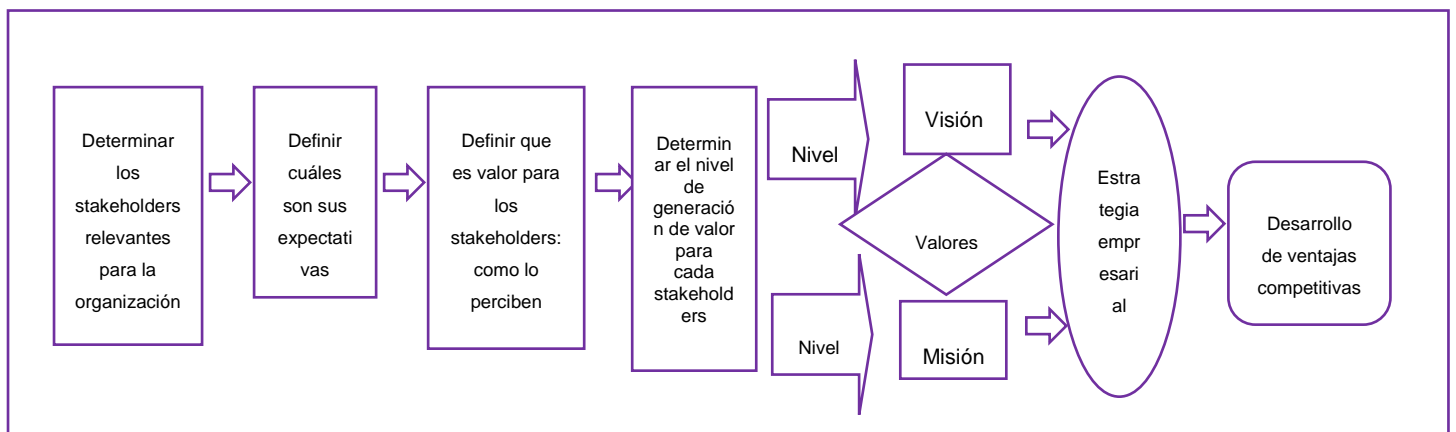 Determinar
los
stakeholders
relevantes
para la
organización
Definir
cuáles
son sus
expectati
vas
Definir que
es valor para
los
stakeholders:
como lo
perciben
Determin
ar el nivel
de
generació
n de valor
para
cada
stakehold
ers
Nivel
Nivel
Visión
Valores
Misión
Estra
tegia
empr
esari
al
Desarrollo
de ventajas
competitivas